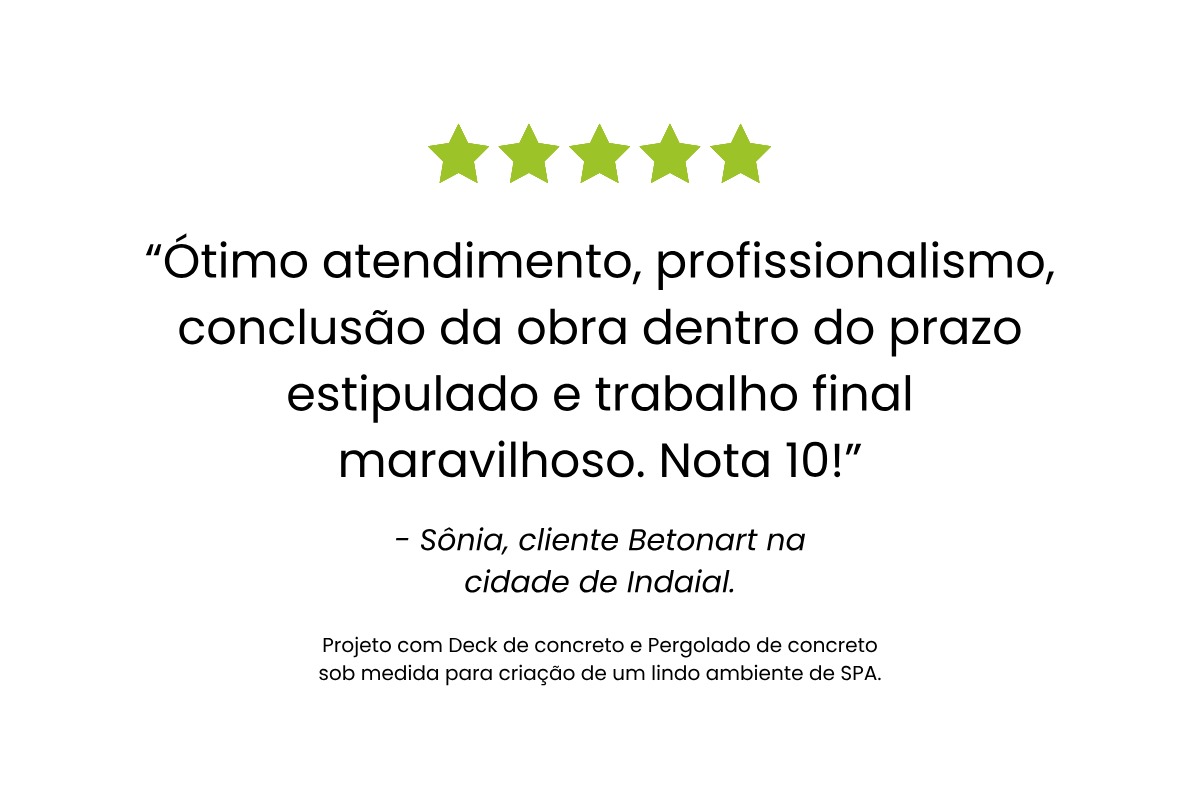 “Ótimo atendimento, profissionalismo,
conclusão da obra dentro do prazo
estipulado e trabalho final
maravilhoso. Nota 10!”
- Sônia, cliente Betonart na
cidade de Indaial.
Projeto com Deck de concreto e Pergolado de concreto
sob medida para criação de um lindo ambiente de SPA.